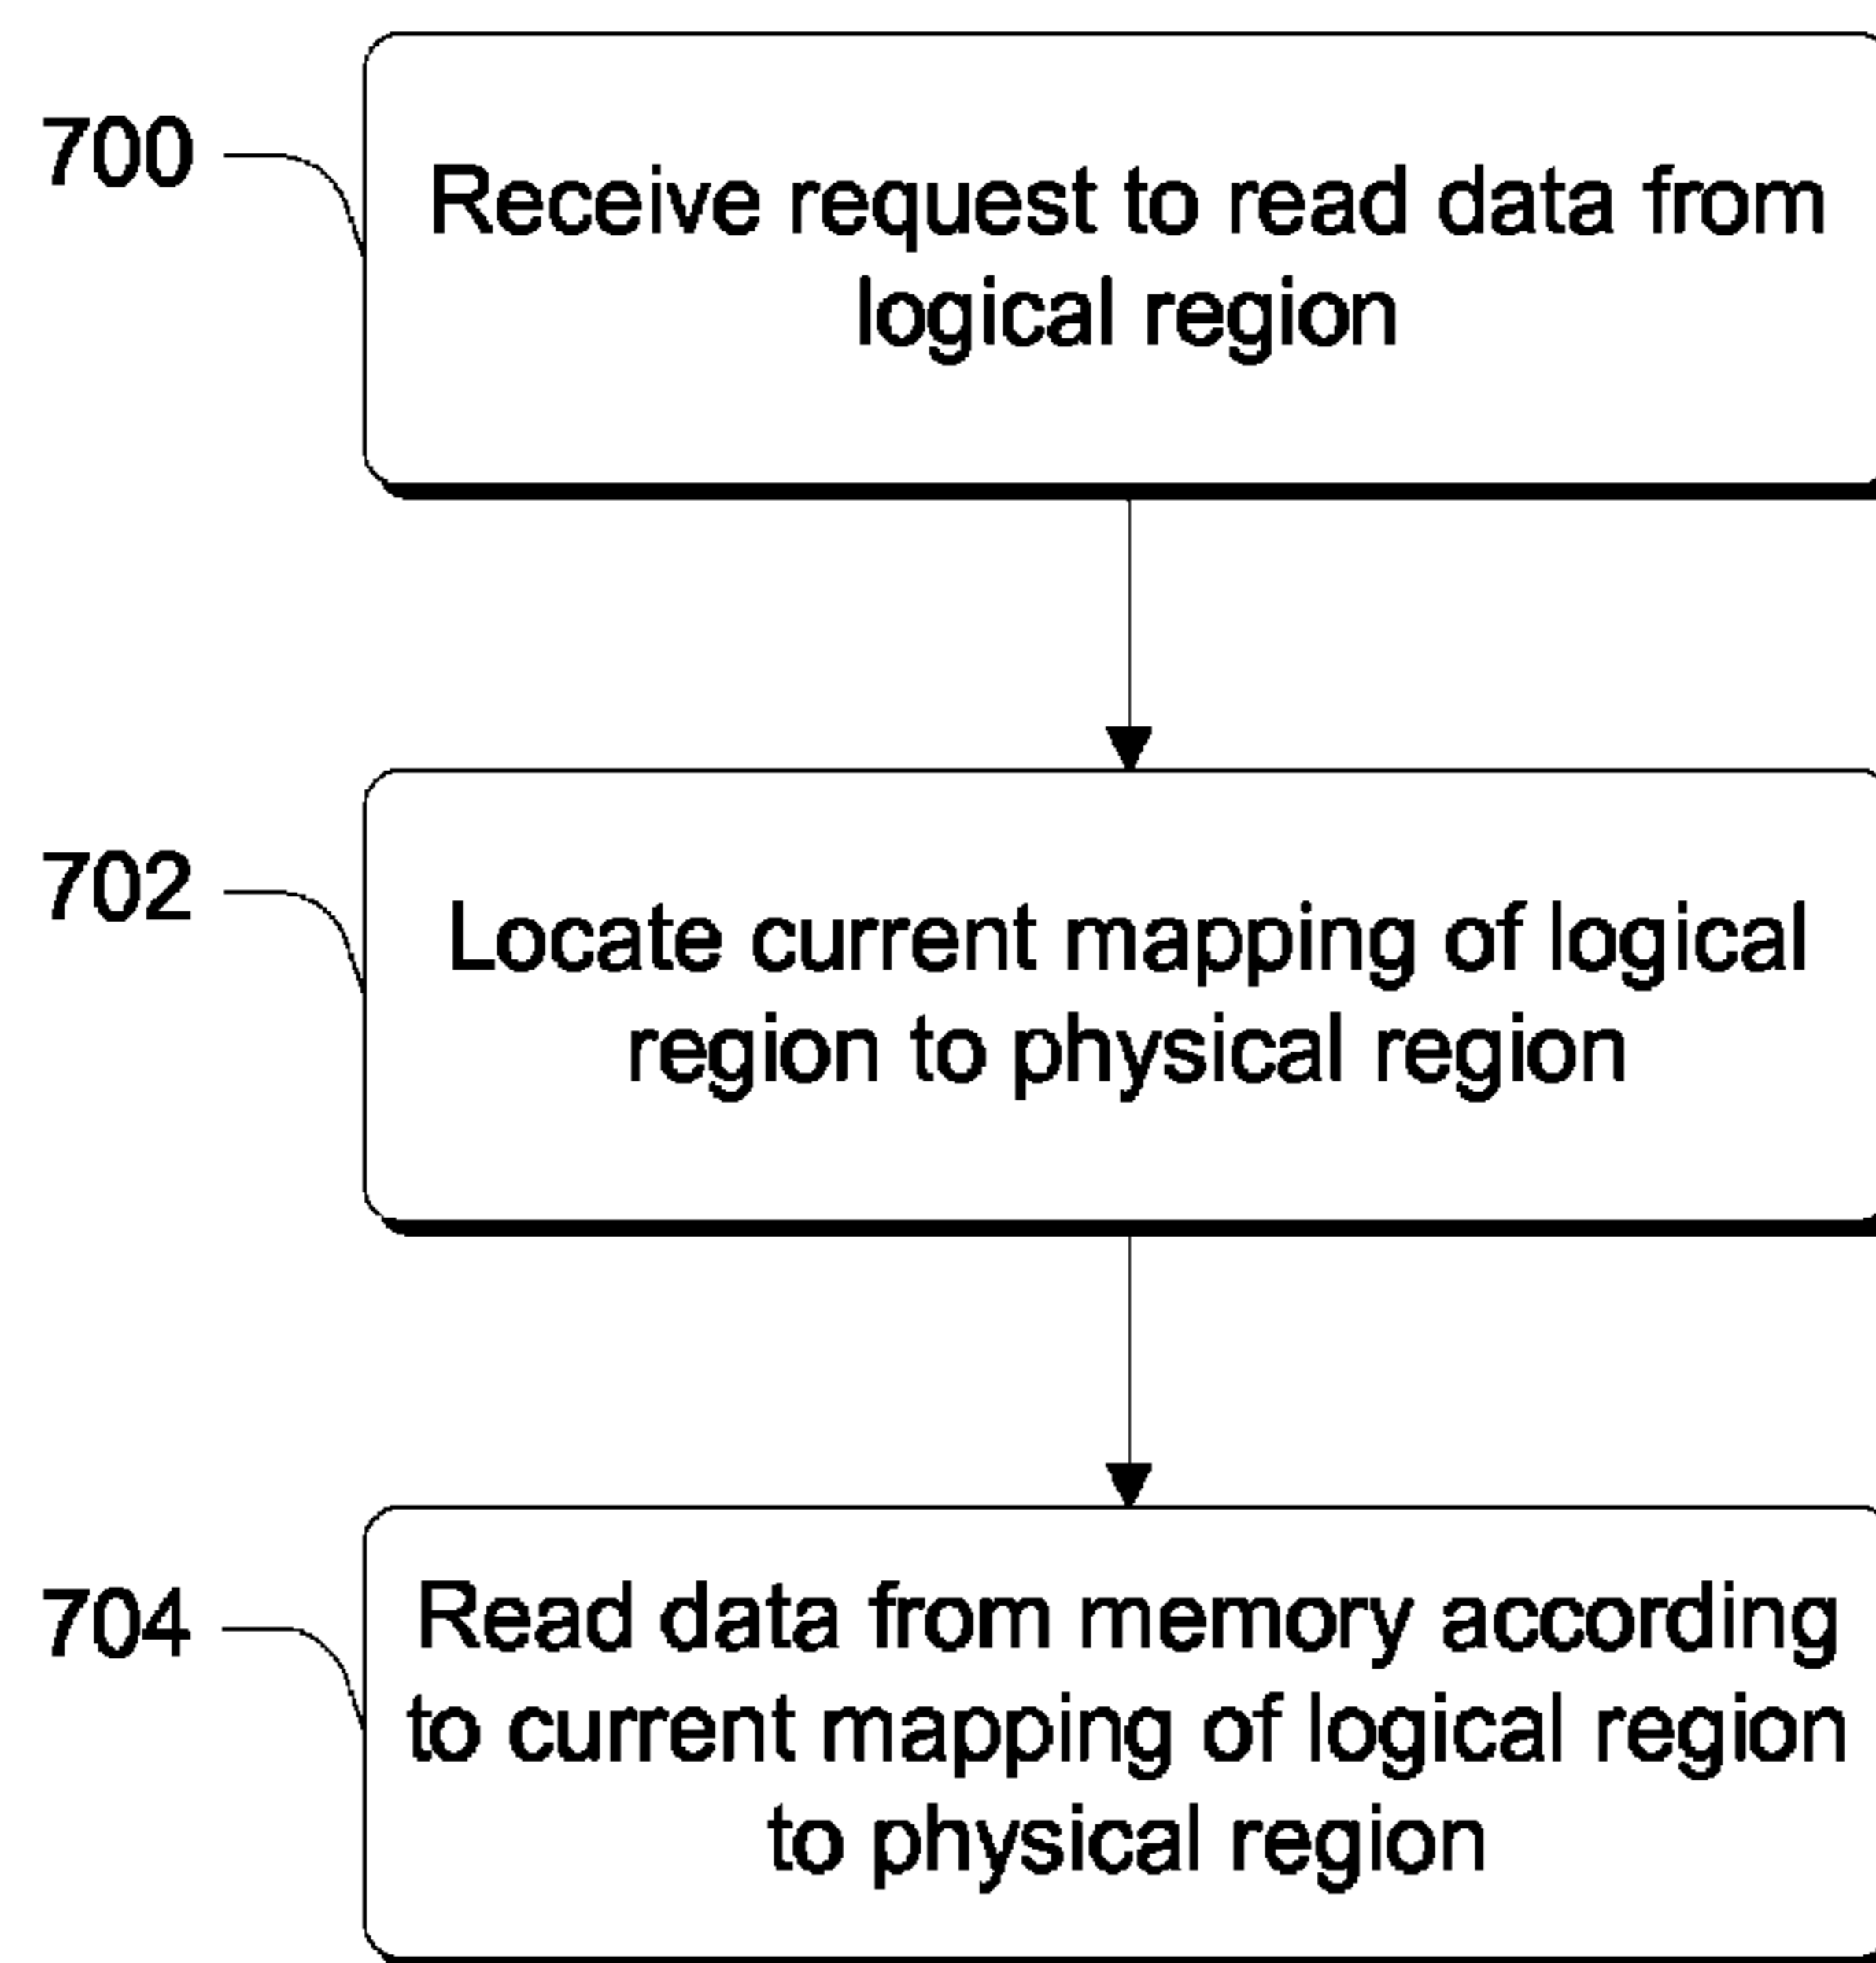 700
Receive request to read data from
logical region
702
Locate current mapping of logical
region to physical region
704
Read data from memory according
to current mapping of logical region
to physical region